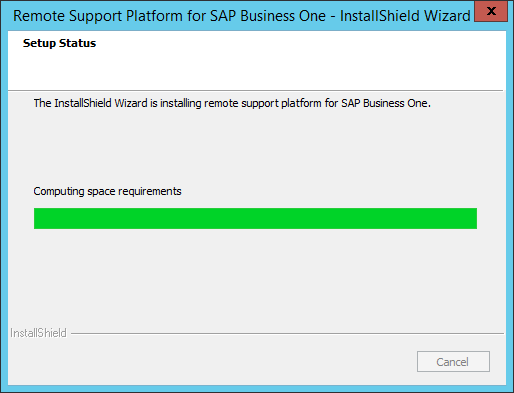 Remote Support Platform for SAP Business One - InstallShield Wizard
x
Setup Status
The InstallShield Wizard is installing remote support platform for SAP Business One.
Computing space requirements
InstallShield
Cancel